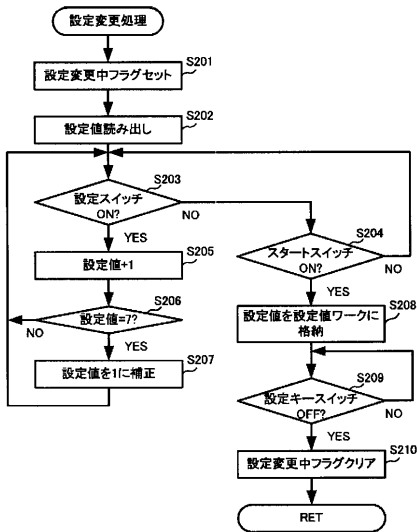 設定変更処理
S201
設定変更中フラグセット
S202
設定値読み出し
S203
設定スイッチ
ON?
NO
YES
S204
スタートスイッチ
ON?
NO
YES
S205
設定値+1
S206
設定値=7?
NO
YES
S207
設定値を1に補正
S208
設定値を設定値ワークに
格納
S209
設定キースイッチ
OFF?
NO
YES
S210
設定変更中フラグクリア
RET